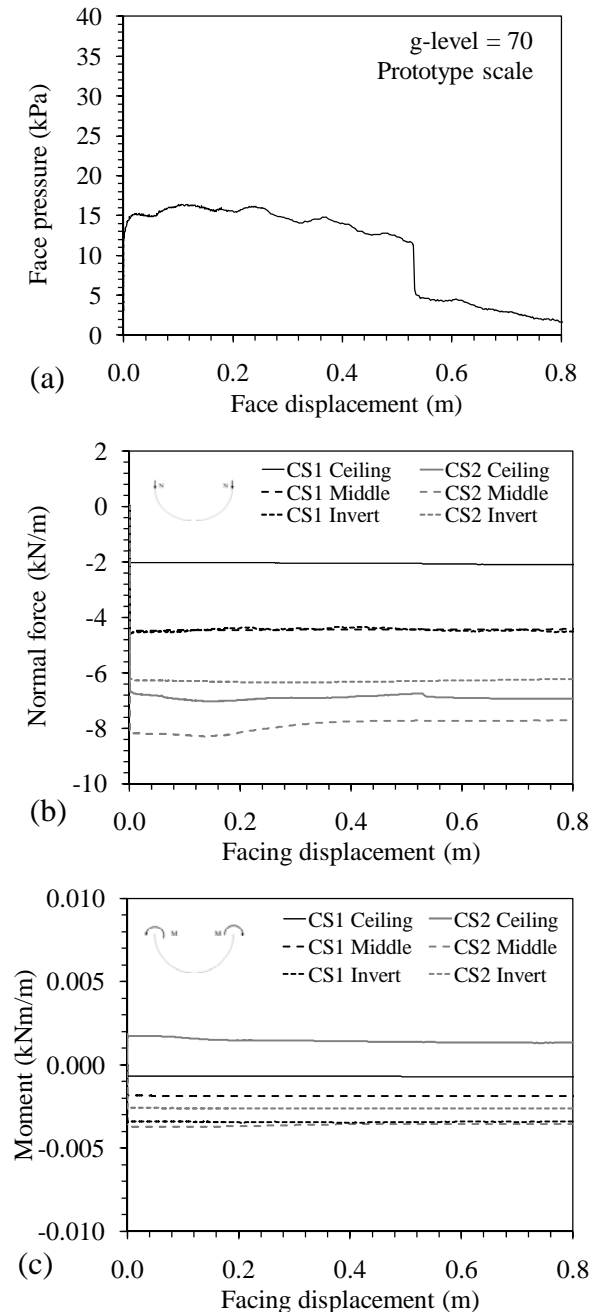 40
35
30
25
20
15
10
5
0
Face pressure (kPa)
g-level = 70
Prototype scale
0.0 0.2 0.4 0.6 0.8
(a)
Face displacement (m)
2
0
-2
-4
-6
-8
-10
Normal force (kN/m)
N N
CS1 Ceiling CS2 Ceiling
CS1 Middle CS2 Middle
CS1 Invert CS2 Invert
0.0 0.2 0.4 0.6 0.8
(b)
Facing displacement (m)
0.010
0.005
0.000
-0.005
-0.010
Moment (kNm/m)
M M
CS1 Ceiling CS2 Ceiling
CS1 Middle CS2 Middle
CS1 Invert CS2 Invert
0.0 0.2 0.4 0.6 0.8
(c)
Facing displacement (m)